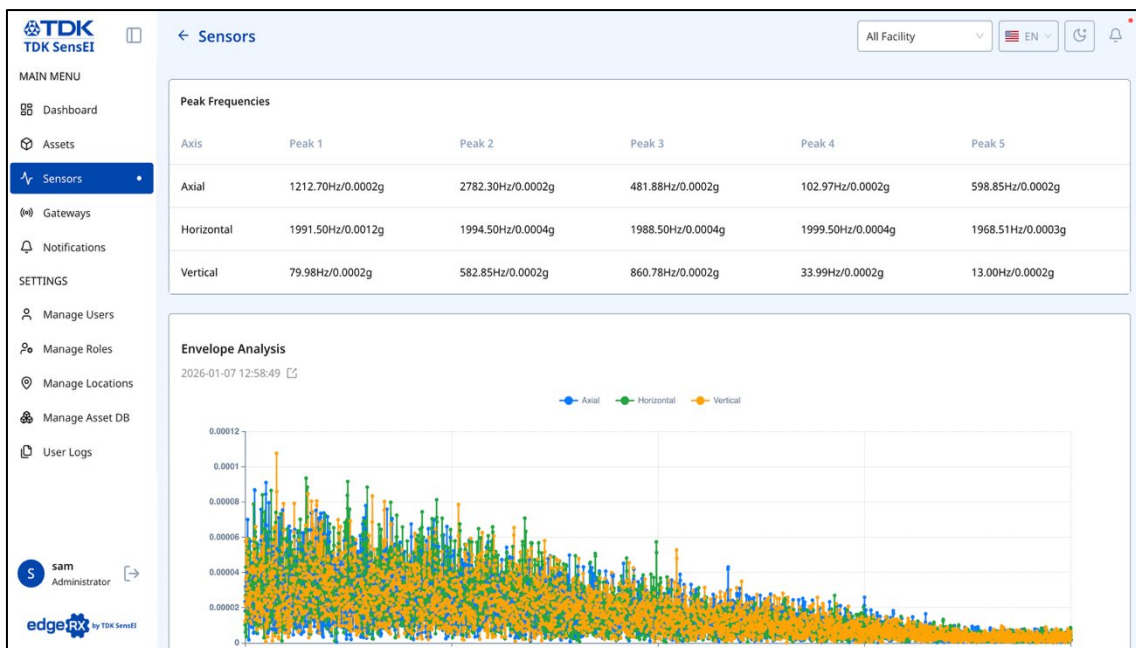 TDK
TDK SensEI
MAIN MENU
Dashboard
Assets
Sensors
Gateways
Notifications
SETTINGS
Manage Users
Manage Roles
Manage Locations
Manage Asset DB
User Logs
S
sam
Administrator
edgeRX by TDK SensEI
← Sensors
All Facility
EN
Peak Frequencies
Axis Peak 1 Peak 2 Peak 3 Peak 4 Peak 5
Axial 1212.70Hz/0.0002g 2782.30Hz/0.0002g 481.88Hz/0.0002g 102.97Hz/0.0002g 598.85Hz/0.0002g
Horizontal 1991.50Hz/0.0012g 1994.50Hz/0.0004g 1988.50Hz/0.0004g 1999.50Hz/0.0004g 1968.51Hz/0.0003g
Vertical 79.98Hz/0.0002g 582.85Hz/0.0002g 860.78Hz/0.0002g 33.99Hz/0.0002g 13.00Hz/0.0002g
Envelope Analysis
2026-01-07 12:58:49
Axial Horizontal Vertical
0.00012
0.0001
0.00008
0.00006
0.00004
0.00002
0